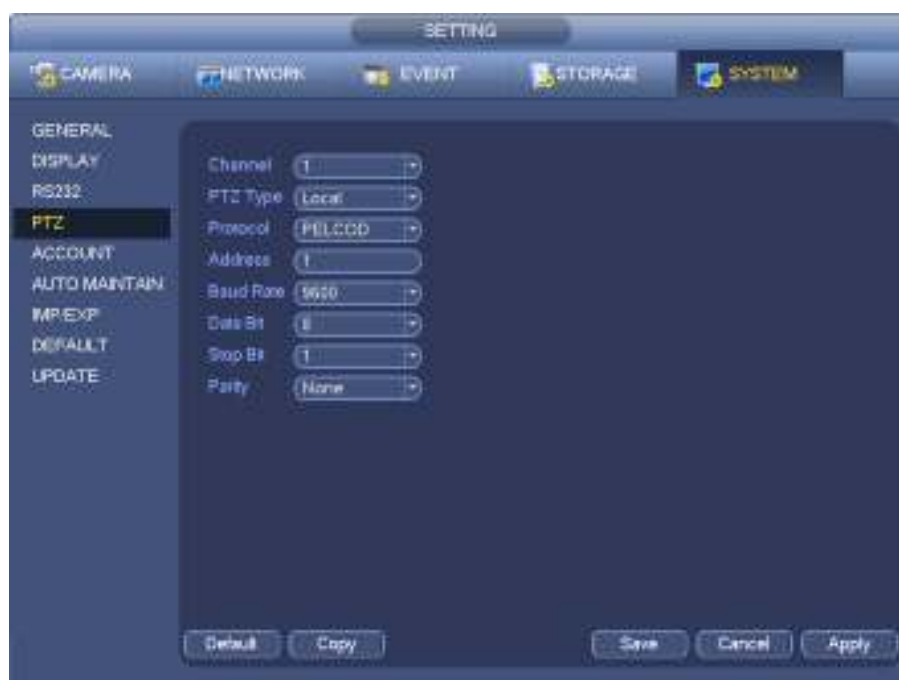 SETTING
CAMERA NETWORK EVENT STORAGE SYSTEM
GENERAL
DISPLAY
RS232
PTZ
ACCOUNT
AUTO MAINTAIN
IMP/EXP
DEFAULT
UPDATE
Channel 1
PTZ Type Local
Protocol PELCOD
Address 1
Baud Rate 9600
Data Bit 8
Stop Bit 1
Parity None
Default Copy Save Cancel Apply